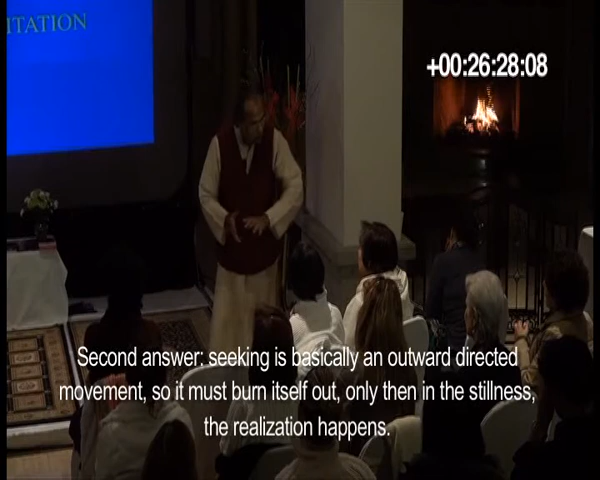 ITATION
+00:26:28:08
Second answer: seeking is basically an outward directed
movement, so it must burn itself out, only then in the stillness,
the realization happens.